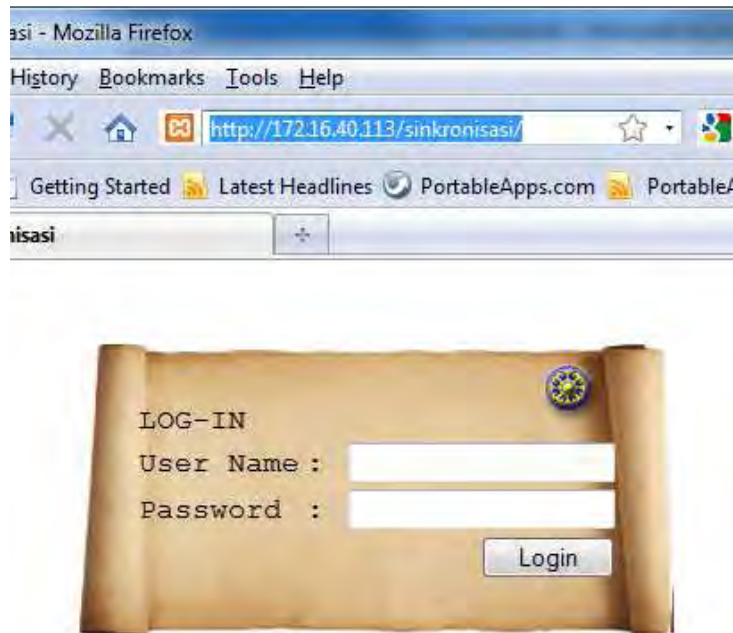 asi - Mozilla Firefox
History Bookmarks Tools Help
http://172.16.40.113/sinkronisasi/
Getting Started Latest Headlines PortableApps.com PortableA
nisasi
LOG-IN
User Name :
Password :
Login